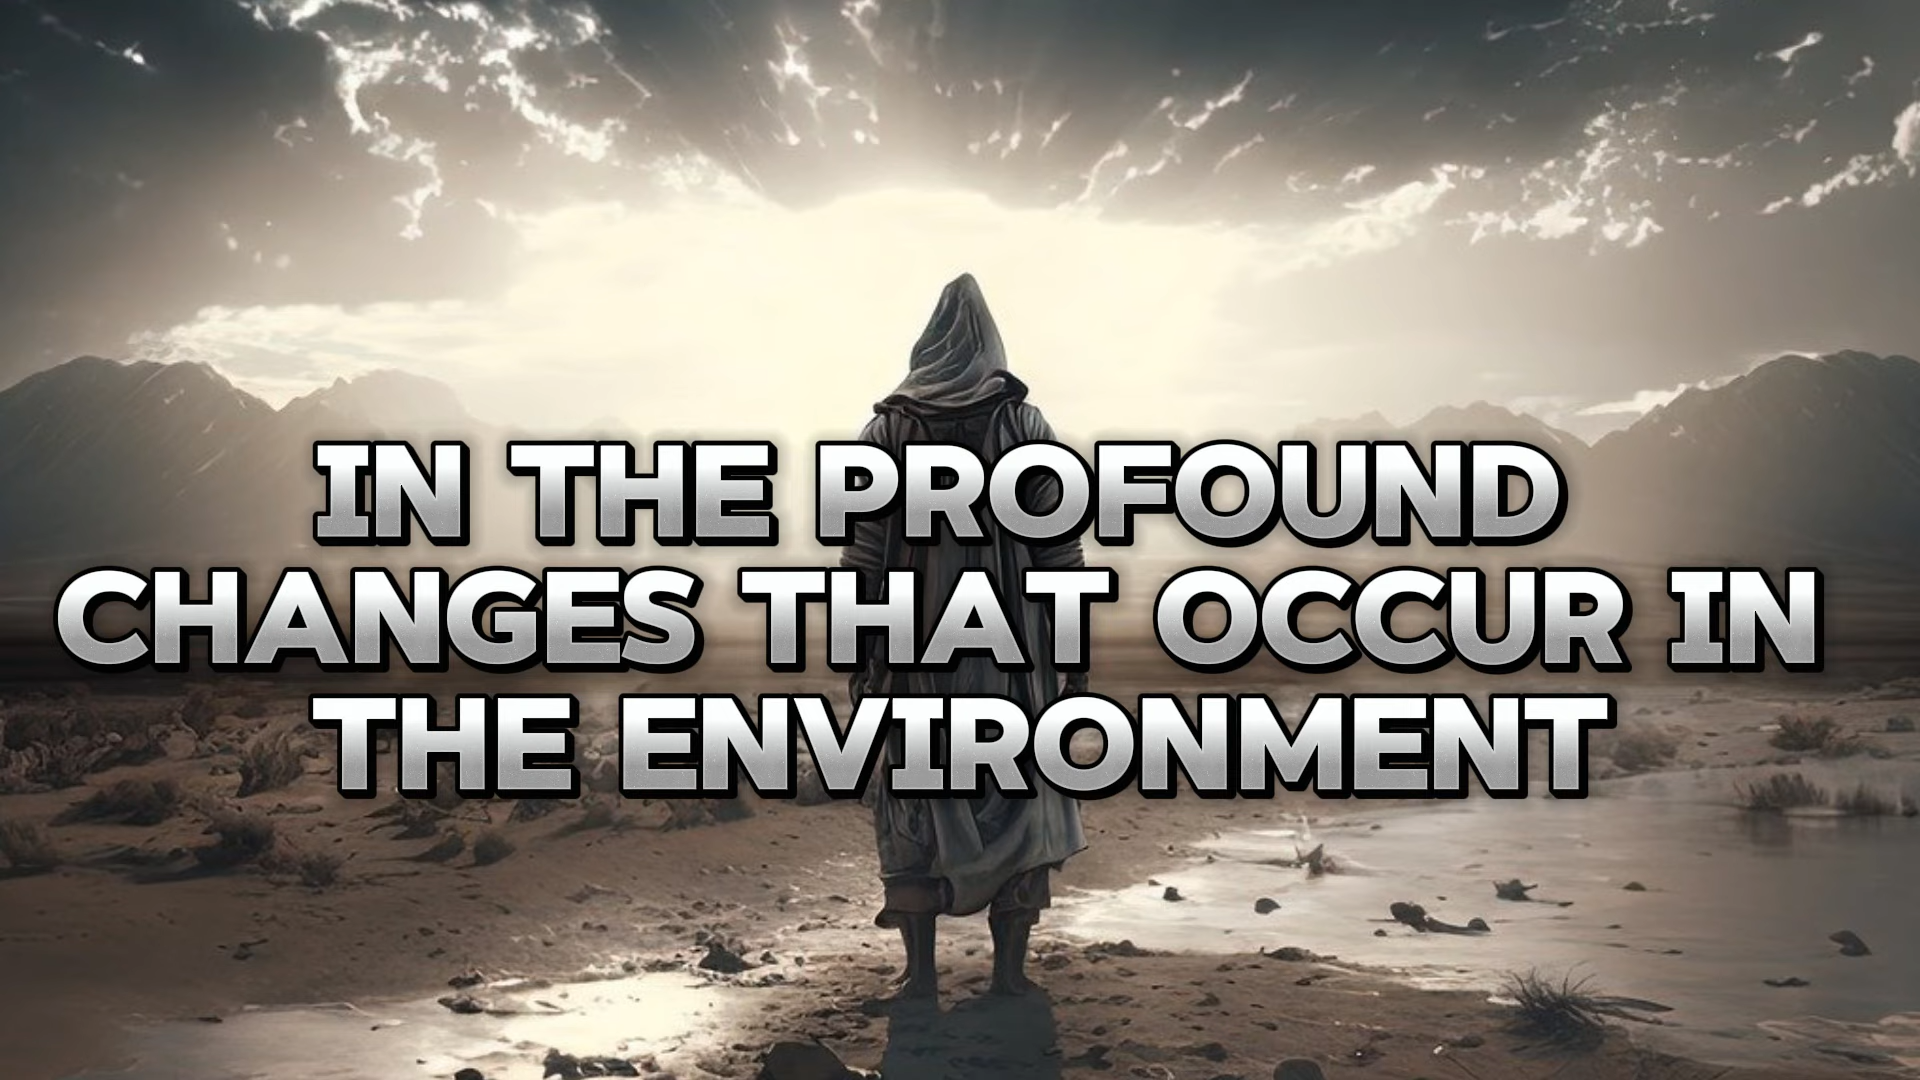 IN THE PROFOUND
CHANGES THAT OCCUR IN
THE ENVIRONMENT